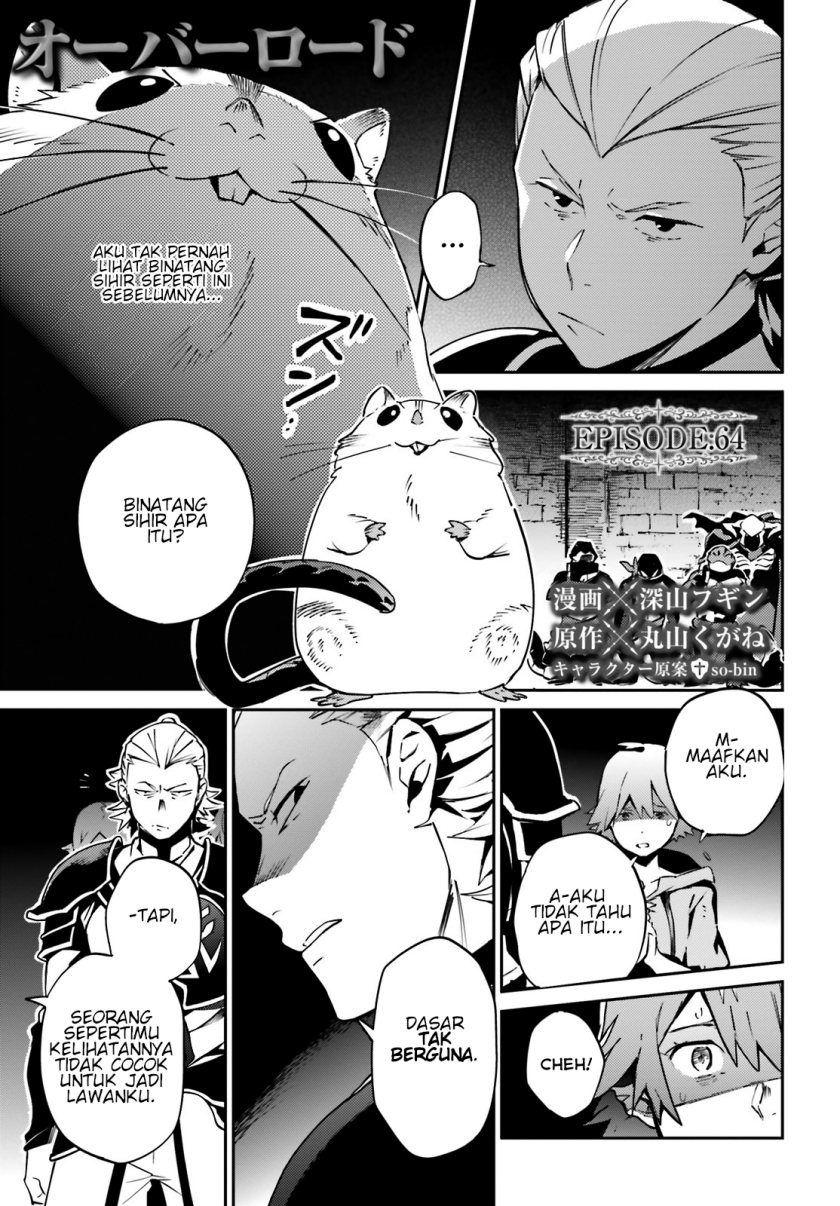 オーバーロード
...
AKU TAK PERNAH
LIHAT BINATANG
SIHIR SEPERTI INI
SEBELUMNYA...
ズン..
EPISODE:64
BINATANG
SIHIR APA
ITU?
漫画×深山フギン
原作×丸山くがね
キャラクター原案 so-bin
M-
MAAFKAN
AKU.
A-AKU
TIDAK TAHU
APA ITU...
CHEH!
DASAR
TAK
BERGUNA.
-TAPI,
SEORANG
SEPERTIMU
KELIHATANNYA
TIDAK COCOK
UNTUK JADI
LAWANKU.